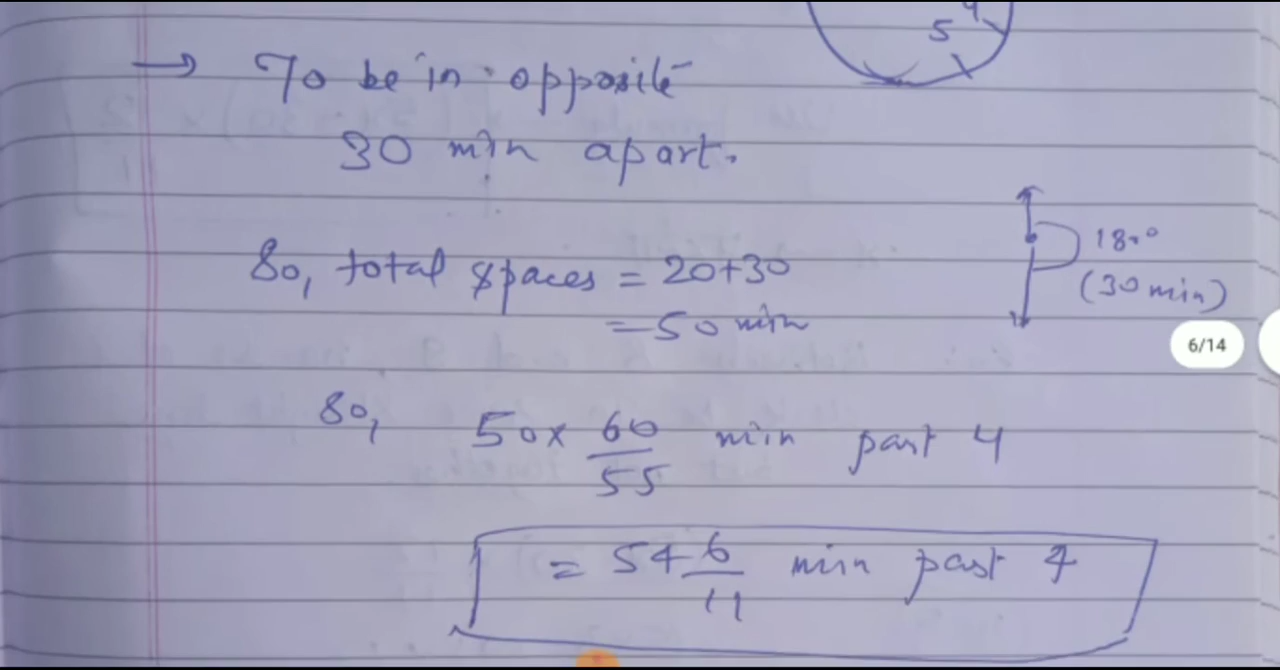 4
5
→ To be in opposite
30 min apart.
So, total spaces = 20+30
= 50 min
180°
(30 min)
6/14
So, 50 x 60/55 min past 4
= 54 6/11 min past 4